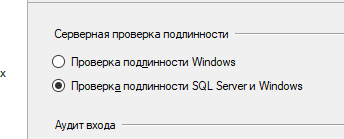 Серверная проверка подлинности
Проверка подлинности Windows
х
Проверка подлинности SQL Server и Windows
Аудит входа